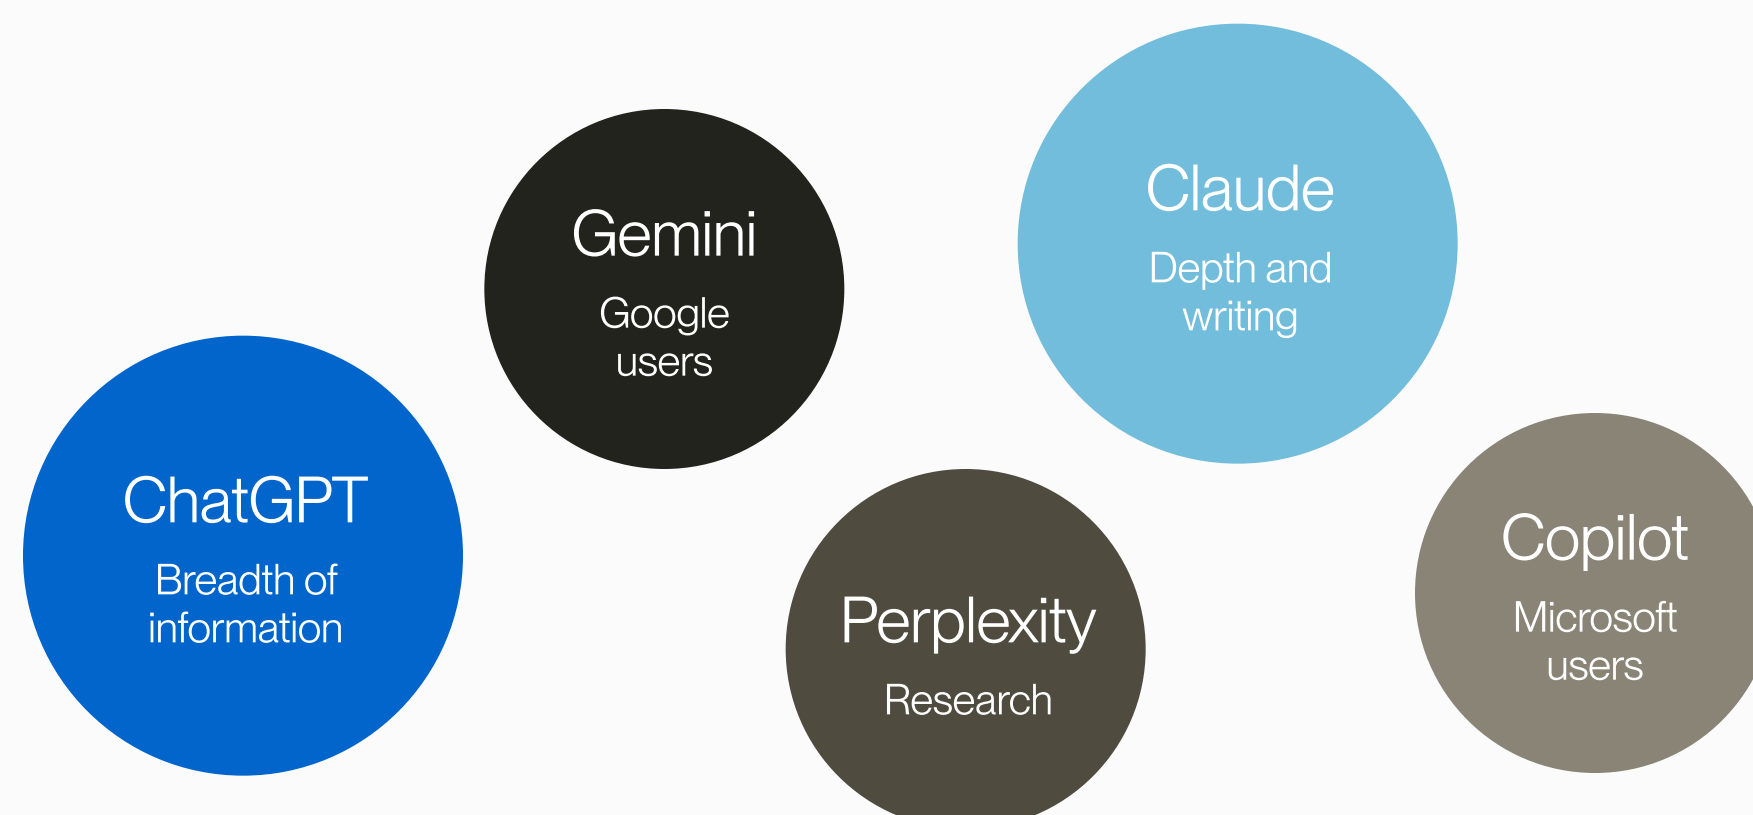 ChatGPT
Breadth of
information
Gemini
Google
users
Perplexity
Research
Claude
Depth and
writing
Copilot
Microsoft
users